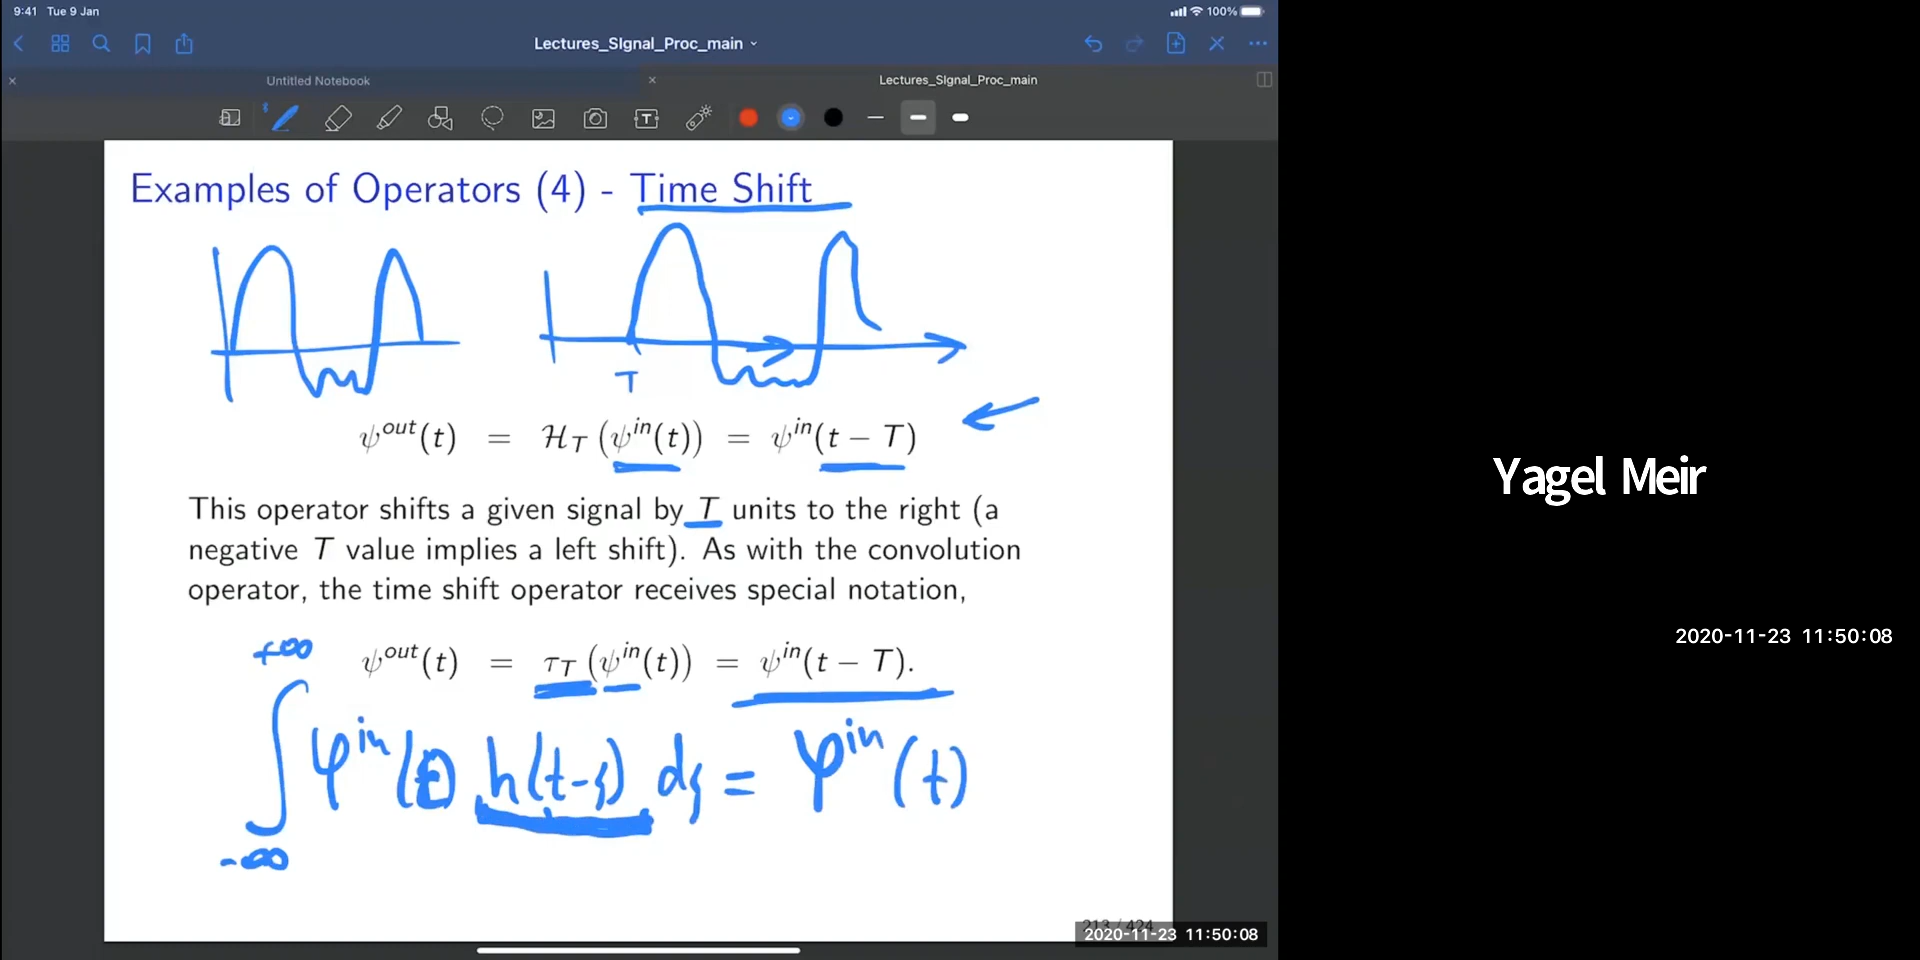 9:41 Tue 9 Jan
100%
Lectures_SIgnal_Proc_main
Untitled Notebook
Lectures_SIgnal_Proc_main
Examples of Operators (4) - Time Shift
T
ψ^out(t) = ℋ_T (ψ^in(t)) = ψ^in(t − T)
This operator shifts a given signal by T units to the right (a
negative T value implies a left shift). As with the convolution
operator, the time shift operator receives special notation,
ψ^out(t) = τ_T (ψ^in(t)) = ψ^in(t − T).
+∞
∫ φ^in( ) h(t-ς) dς = φ^in(t)
-∞
213 / 424
2020-11-23 11:50:08
Yagel Meir
2020-11-23 11:50:08